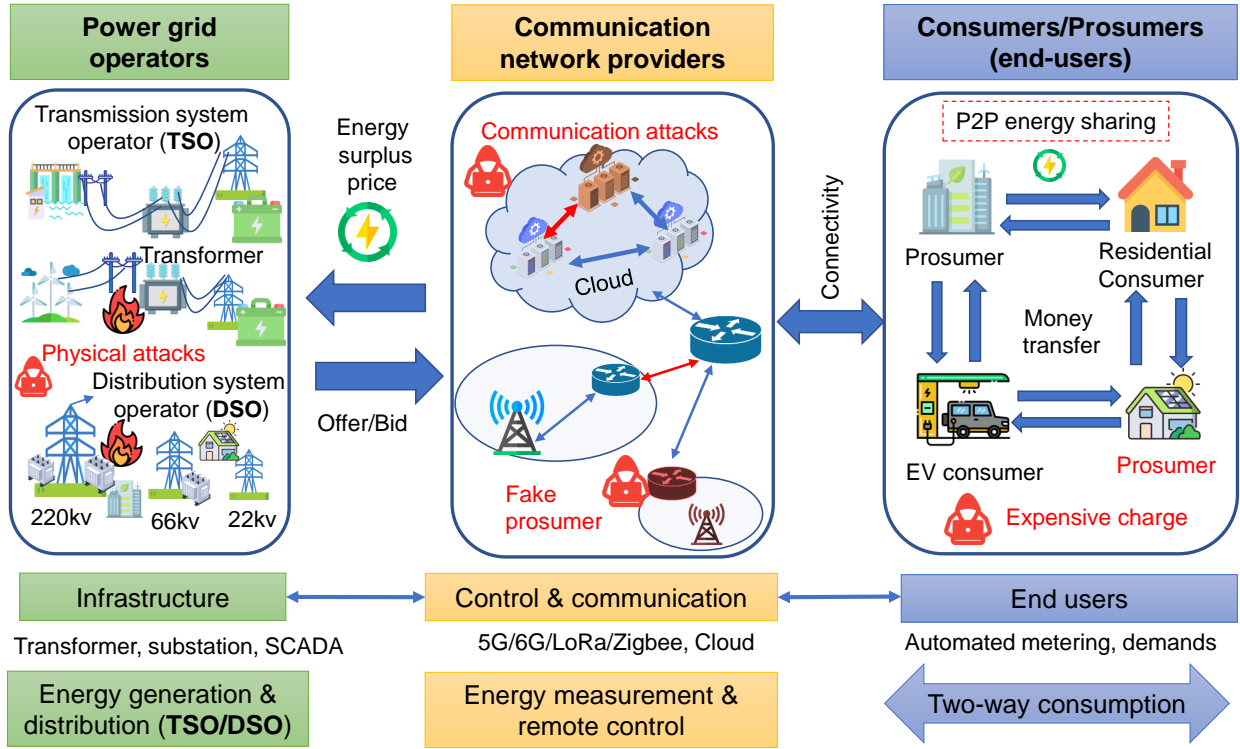 Power grid
operators
Communication
network providers
Consumers/Prosumers
(end-users)
Transmission system
operator (TSO)
Transformer
Physical attacks
Distribution system
operator (DSO)
220kv
66kv
22kv
Energy
surplus
price
Offer/Bid
Communication attacks
Cloud
Fake
prosumer
Connectivity
P2P energy sharing
Prosumer
Residential
Consumer
Money
transfer
EV consumer
Prosumer
Expensive charge
Infrastructure
Control & communication
End users
Transformer, substation, SCADA
5G/6G/LoRa/Zigbee, Cloud
Automated metering, demands
Energy generation &
distribution (TSO/DSO)
Energy measurement &
remote control
Two-way consumption